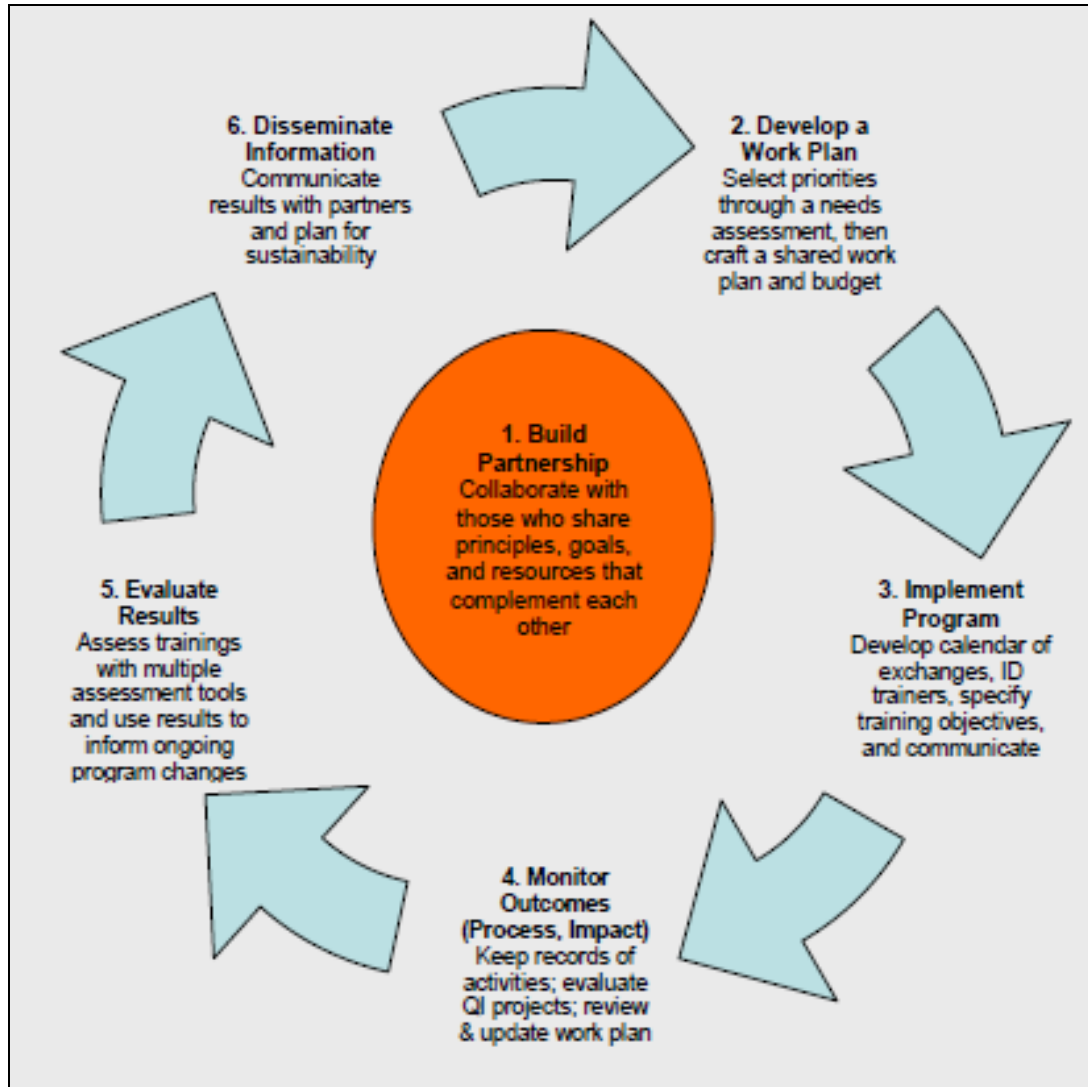 1. Build
Partnership
Collaborate with
those who share
principles, goals,
and resources that
complement each
other
2. Develop a
Work Plan
Select priorities
through a needs
assessment, then
craft a shared work
plan and budget
3. Implement
Program
Develop calendar of
exchanges, ID
trainers, specify
training objectives,
and communicate
4. Monitor
Outcomes
(Process, Impact)
Keep records of
activities; evaluate
QI projects; review
& update work plan
5. Evaluate
Results
Assess trainings
with multiple
assessment tools
and use results to
inform ongoing
program changes
6. Disseminate
Information
Communicate
results with partners
and plan for
sustainability